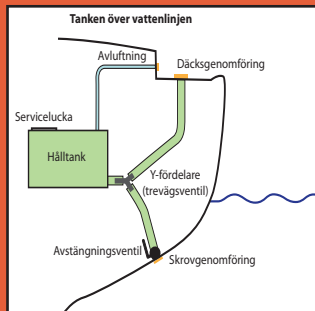 Tanken över vattenlinjen
Avluftning
Däcksgenomföring
Servicelucka
Hålltank
Y-fördelare
(trevägsventil)
Avstängningsventil
Skrovgenomföring